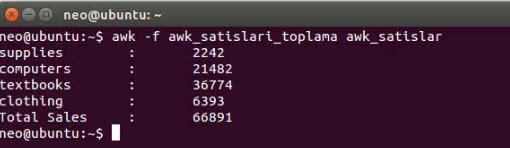 neo@ubuntu: ~
neo@ubuntu:~$ awk -f awk_satislari_toplama awk_satislar
supplies : 2242
computers : 21482
textbooks : 36774
clothing : 6393
Total Sales : 66891
neo@ubuntu:~$